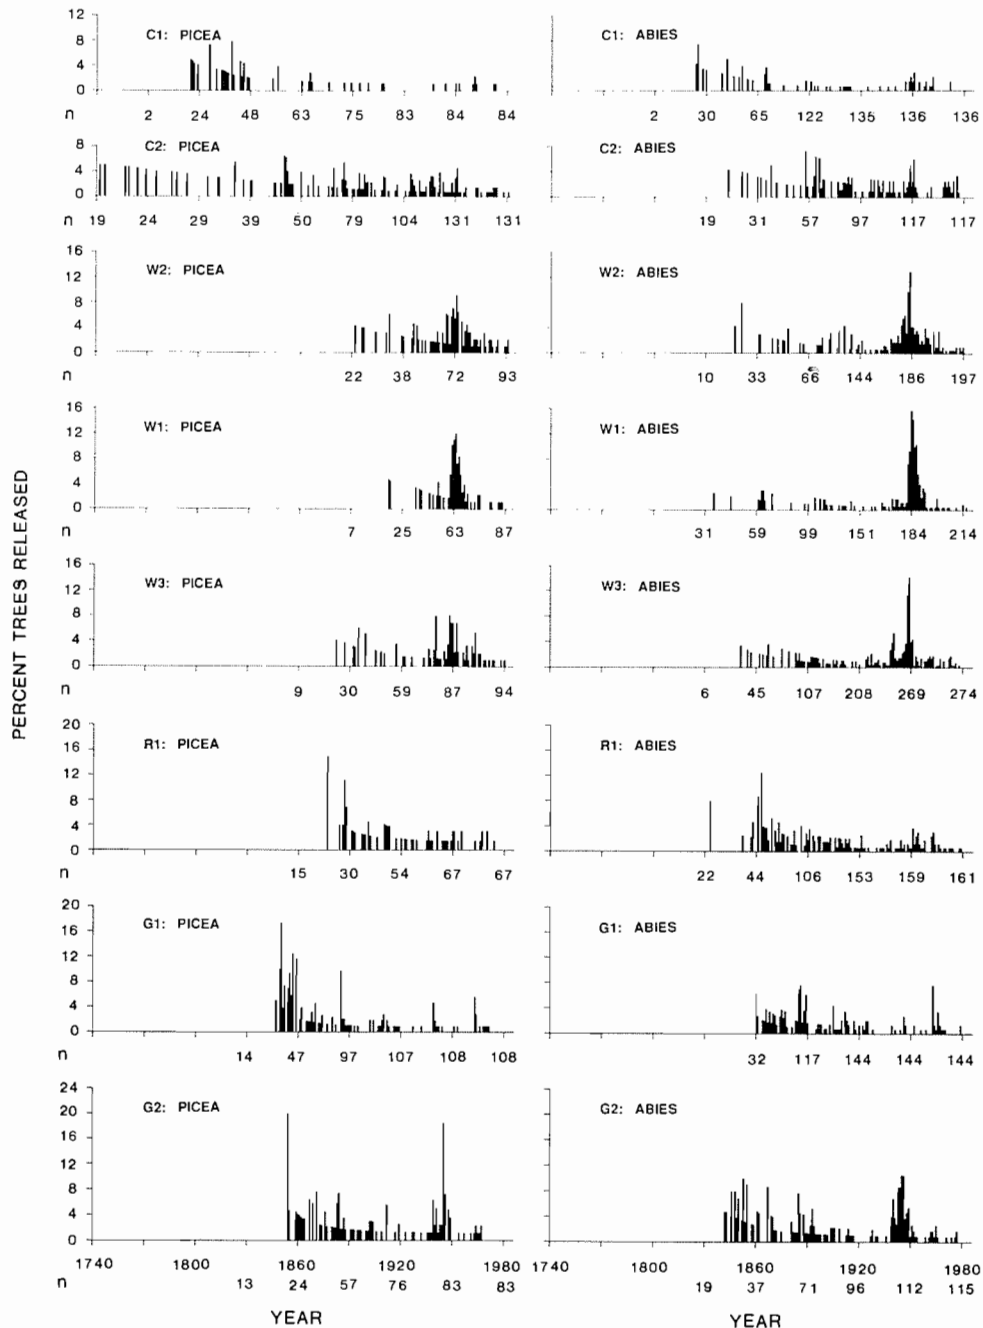 PERCENT TREES RELEASED
12
8
4
0
C1: PICEA
C1: ABIES
n 2 24 48 63 75 83 84 84
2 30 65 122 135 136 136
8
4
0
C2: PICEA
C2: ABIES
n 19 24 29 39 50 79 104 131 131
19 31 57 97 117 117
16
12
8
4
0
W2: PICEA
W2: ABIES
n 22 38 72 93
10 33 66 144 186 197
16
12
8
4
0
W1: PICEA
W1: ABIES
n 7 25 63 87
31 59 99 151 184 214
16
12
8
4
0
W3: PICEA
W3: ABIES
n 9 30 59 87 94
6 45 107 208 269 274
20
16
12
8
4
0
R1: PICEA
R1: ABIES
n 15 30 54 67 67
22 44 106 153 159 161
20
16
12
8
4
0
G1: PICEA
G1: ABIES
n 14 47 97 107 108 108
32 117 144 144 144
24
20
16
12
8
4
0
G2: PICEA
G2: ABIES
1740 1800 1860 1920 1980
1740 1800 1860 1920 1980
n 13 24 57 76 83 83
19 37 71 96 112 115
YEAR
YEAR